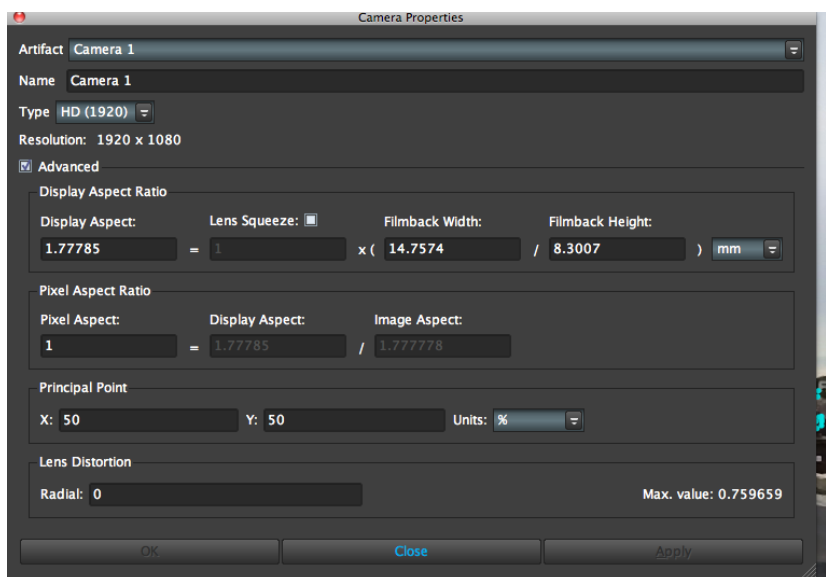 Camera Properties
Artifact Camera 1
Name Camera 1
Type HD (1920)
Resolution: 1920 x 1080
Advanced
Display Aspect Ratio
Display Aspect: Lens Squeeze: Filmback Width: Filmback Height:
1.77785 = 1 x ( 14.7574 / 8.3007 ) mm
Pixel Aspect Ratio
Pixel Aspect: Display Aspect: Image Aspect:
1 = 1.77785 / 1.777778
Principal Point
X: 50 Y: 50 Units: %
Lens Distortion
Radial: 0 Max. value: 0.759659
OK Close Apply